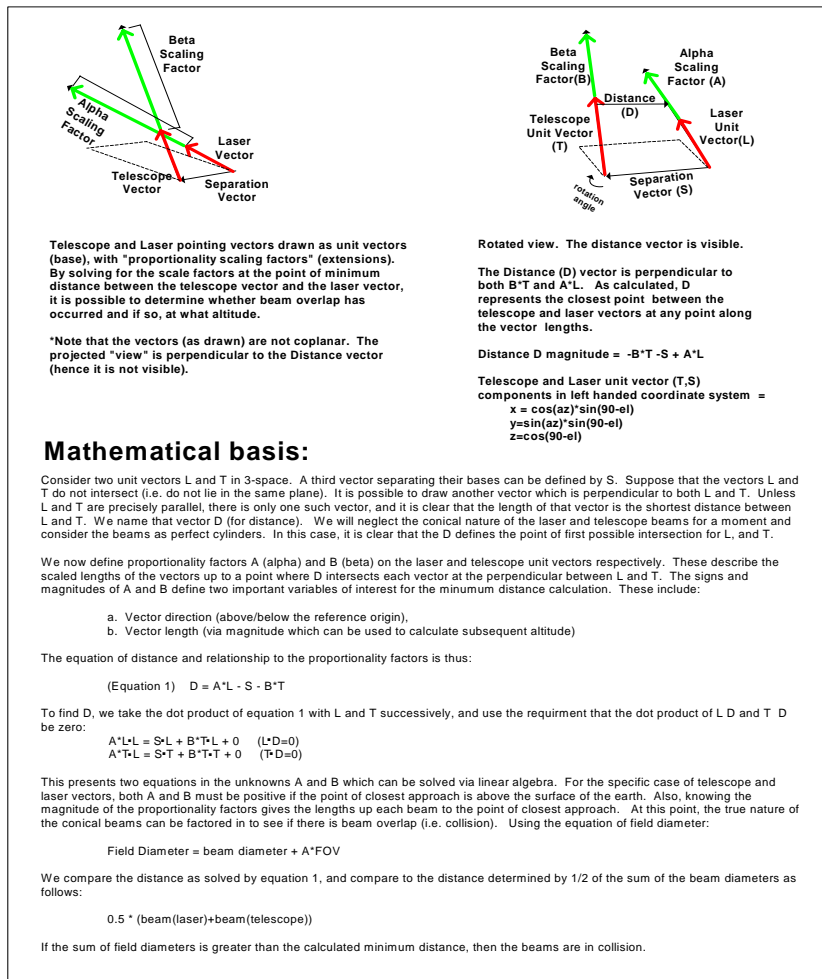 Beta
Scaling
Factor
Alpha
Scaling
Factor
Laser
Vector
Telescope
Vector
Separation
Vector
Beta
Scaling
Factor(B)
Alpha
Scaling
Factor (A)
Distance
(D)
Telescope
Unit Vector
(T)
Laser
Unit
Vector(L)
Separation
Vector (S)
rotation
angle
Telescope and Laser pointing vectors drawn as unit vectors
(base), with "proportionality scaling factors" (extensions).
By solving for the scale factors at the point of minimum
distance between the telescope vector and the laser vector,
it is possible to determine whether beam overlap has
occurred and if so, at what altitude.
*Note that the vectors (as drawn) are not coplanar. The
projected "view" is perpendicular to the Distance vector
(hence it is not visible).
Rotated view. The distance vector is visible.
The Distance (D) vector is perpendicular to
both B*T and A*L. As calculated, D
represents the closest point between the
telescope and laser vectors at any point along
the vector lengths.
Distance D magnitude = -B*T -S + A*L
Telescope and Laser unit vector (T,S)
components in left handed coordinate system =
x = cos(az)*sin(90-el)
y=sin(az)*sin(90-el)
z=cos(90-el)
Mathematical basis:
Consider two unit vectors L and T in 3-space. A third vector separating their bases can be defined by S. Suppose that the vectors L and
T do not intersect (i.e. do not lie in the same plane). It is possible to draw another vector which is perpendicular to both L and T. Unless
L and T are precisely parallel, there is only one such vector, and it is clear that the length of that vector is the shortest distance between
L and T. We name that vector D (for distance). We will neglect the conical nature of the laser and telescope beams for a moment and
consider the beams as perfect cylinders. In this case, it is clear that the D defines the point of first possible intersection for L, and T.
We now define proportionality factors A (alpha) and B (beta) on the laser and telescope unit vectors respectively. These describe the
scaled lengths of the vectors up to a point where D intersects each vector at the perpendicular between L and T. The signs and
magnitudes of A and B define two important variables of interest for the minumum distance calculation. These include:
a. Vector direction (above/below the reference origin),
b. Vector length (via magnitude which can be used to calculate subsequent altitude)
The equation of distance and relationship to the proportionality factors is thus:
(Equation 1) D = A*L - S - B*T
To find D, we take the dot product of equation 1 with L and T successively, and use the requirment that the dot product of L D and T D
be zero:
A*L•L = S•L + B*T•L + 0 (L•D=0)
A*T•L = S•T + B*T•T + 0 (T•D=0)
This presents two equations in the unknowns A and B which can be solved via linear algebra. For the specific case of telescope and
laser vectors, both A and B must be positive if the point of closest approach is above the surface of the earth. Also, knowing the
magnitude of the proportionality factors gives the lengths up each beam to the point of closest approach. At this point, the true nature of
the conical beams can be factored in to see if there is beam overlap (i.e. collision). Using the equation of field diameter:
Field Diameter = beam diameter + A*FOV
We compare the distance as solved by equation 1, and compare to the distance determined by 1/2 of the sum of the beam diameters as
follows:
0.5 * (beam(laser)+beam(telescope))
If the sum of field diameters is greater than the calculated minimum distance, then the beams are in collision.